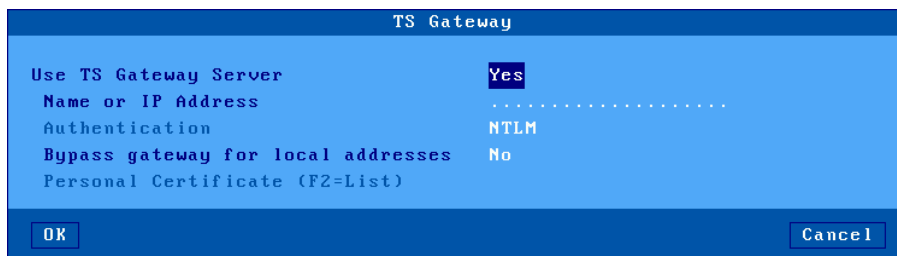 TS Gateway
Use TS Gateway Server Yes
Name or IP Address ....................
Authentication NTLM
Bypass gateway for local addresses No
Personal Certificate (F2=List)
OK Cancel